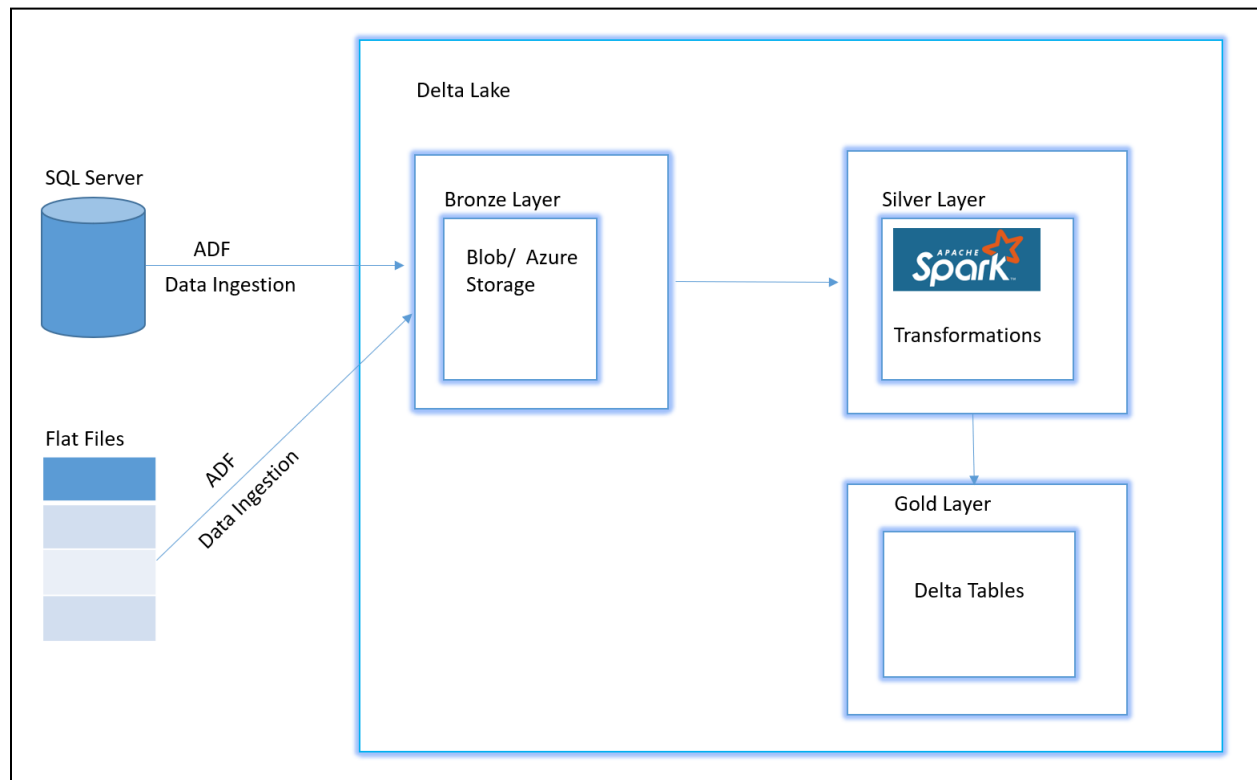 Delta Lake
SQL Server
ADF
Data Ingestion
Flat Files
ADF
Data Ingestion
Bronze Layer
Blob/ Azure
Storage
Silver Layer
APACHE
Spark™
Transformations
Gold Layer
Delta Tables